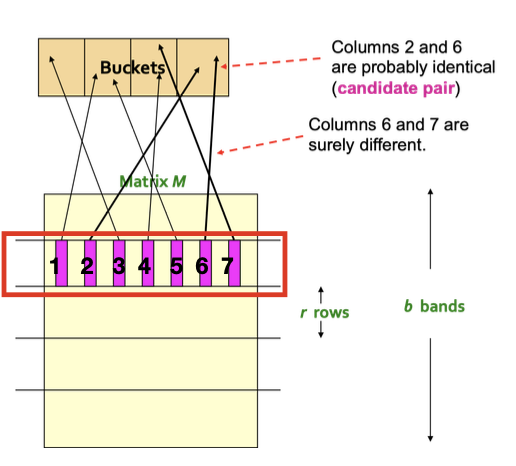 Columns 2 and 6
are probably identical
(candidate pair)
Buckets
Columns 6 and 7 are
surely different.
Matrix M
1 2 3 4 5 6 7
r rows
b bands